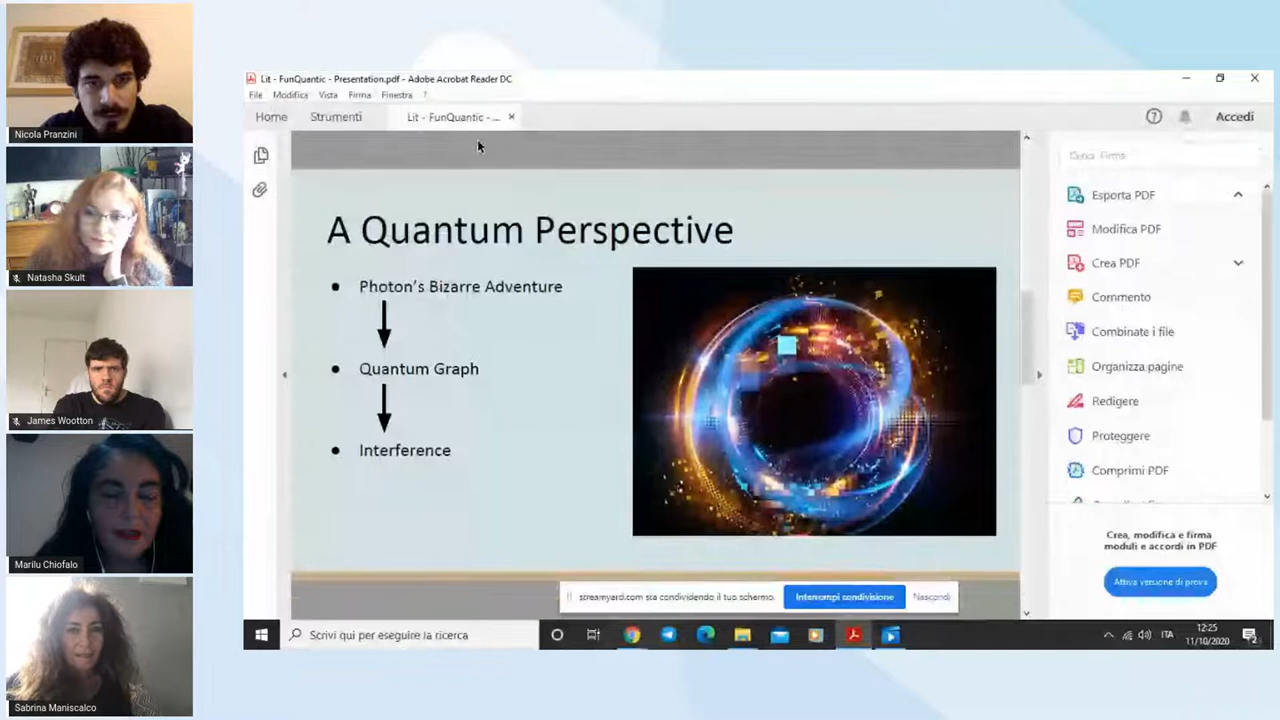 Nicola Pranzini
Natasha Skult
James Wootton
Marilu Chiofalo
Sabrina Maniscalco
Lit - FunQuantic - Presentation.pdf - Adobe Acrobat Reader DC
File Modifica Vista Firma Finestra ?
Home Strumenti Lit - FunQuantic - ... × Accedi
A Quantum Perspective
• Photon's Bizarre Adventure
• Quantum Graph
• Interference
Cerca Firma
Esporta PDF
Modifica PDF
Crea PDF
Commento
Combinate i file
Organizza pagine
Redigere
Proteggere
Comprimi PDF
Crea, modifica e firma
moduli e accordi in PDF
Attiva versione di prova
streamyard.com sta condividendo il tuo schermo. Interrompi condivisione Nascondi
Scrivi qui per eseguire la ricerca
ITA
12:25
11/10/2020